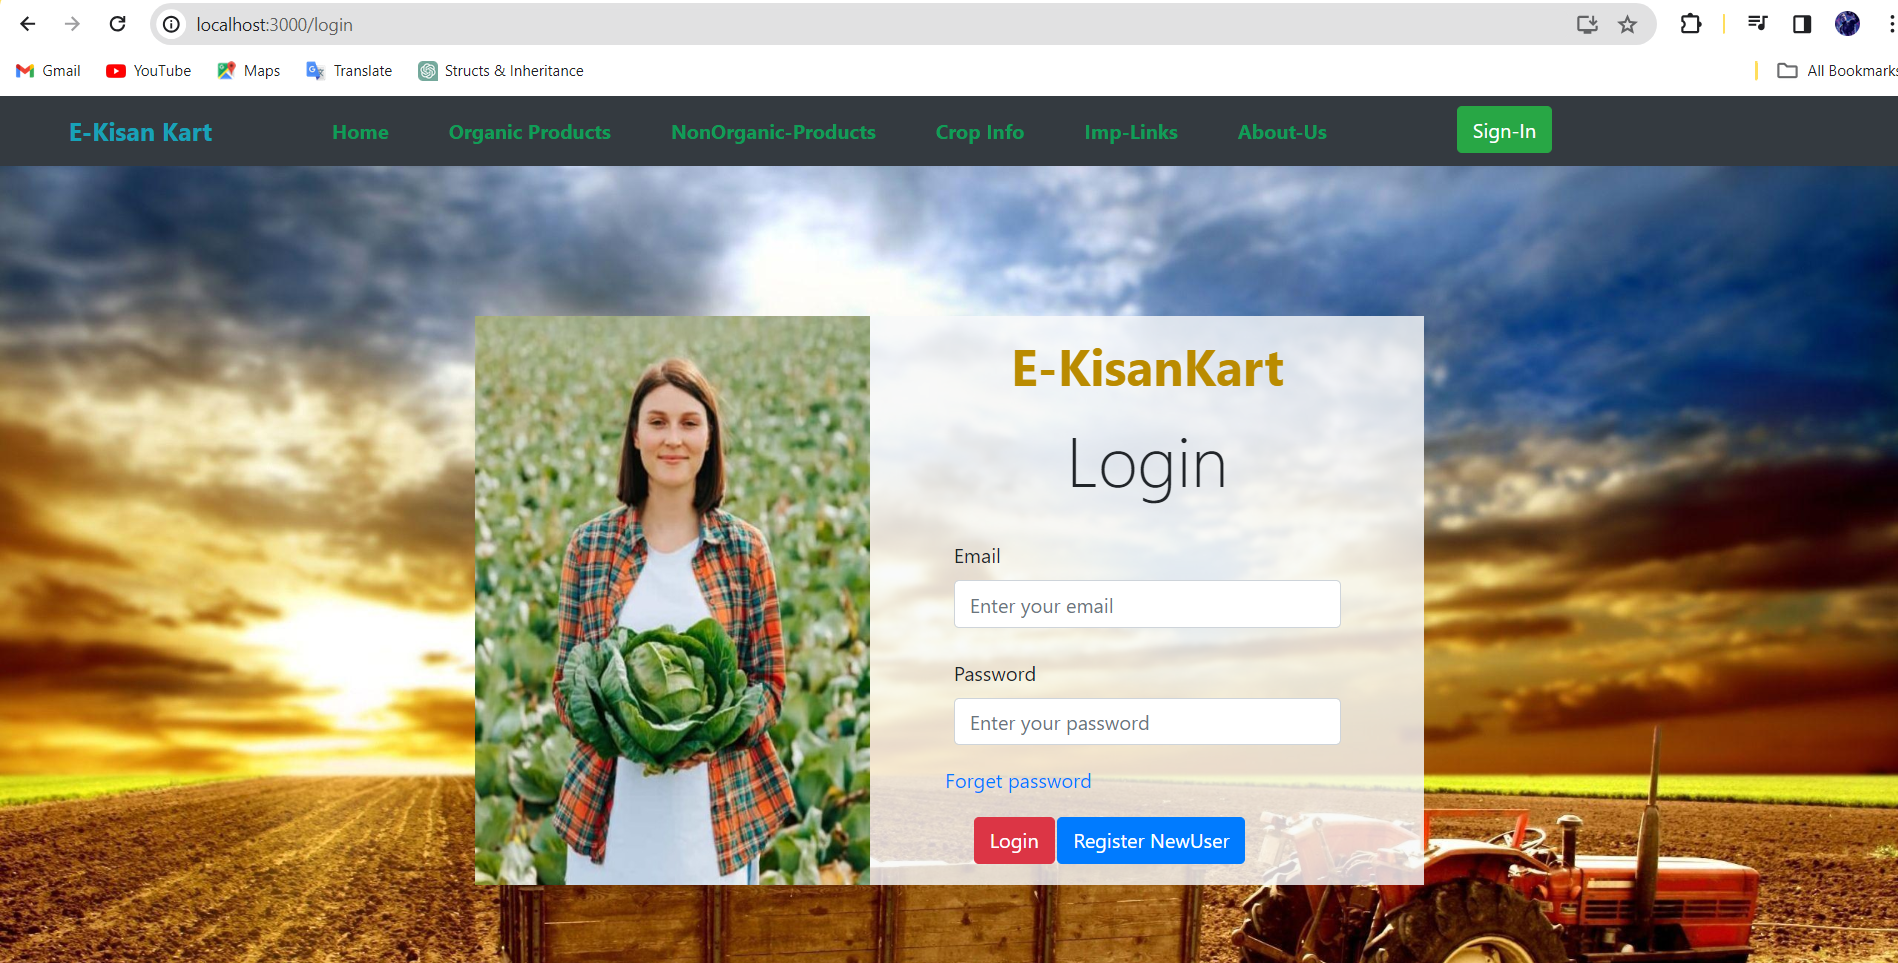 localhost:3000/login
Gmail YouTube Maps Translate Structs & Inheritance All Bookmarks
E-Kisan Kart Home Organic Products NonOrganic-Products Crop Info Imp-Links About-Us Sign-In
E-KisanKart
Login
Email
Enter your email
Password
Enter your password
Forget password
Login Register NewUser